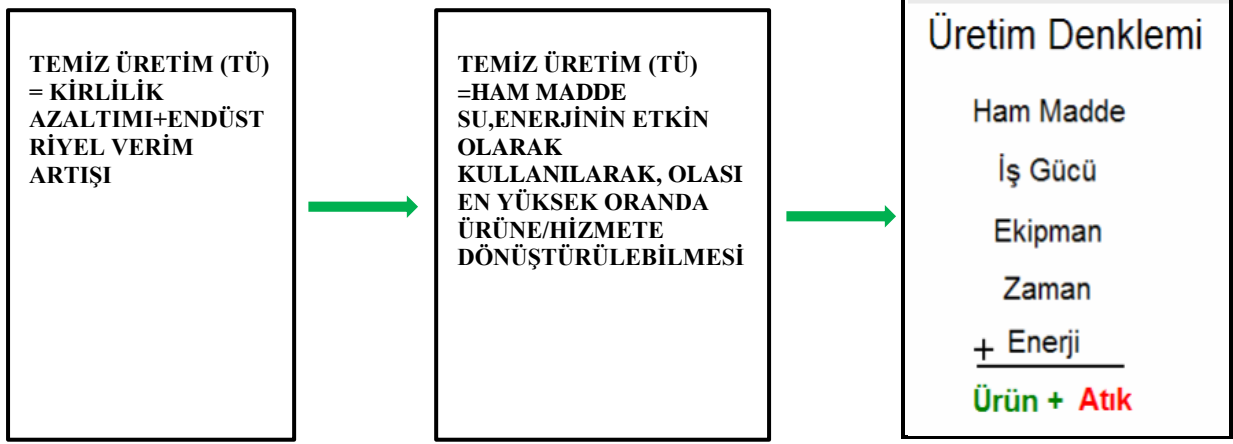 TEMİZ ÜRETİM (TÜ)
= KİRLİLİK
AZALTIMI+ENDÜST
RİYEL VERİM
ARTIŞI
TEMİZ ÜRETİM (TÜ)
=HAM MADDE
SU,ENERJİNİN ETKİN
OLARAK
KULLANILARAK, OLASI
EN YÜKSEK ORANDA
ÜRÜNE/HİZMETE
DÖNÜŞTÜRÜLEBİLMESİ
Üretim Denklemi
Ham Madde
İş Gücü
Ekipman
Zaman
+ Enerji
Ürün + Atık